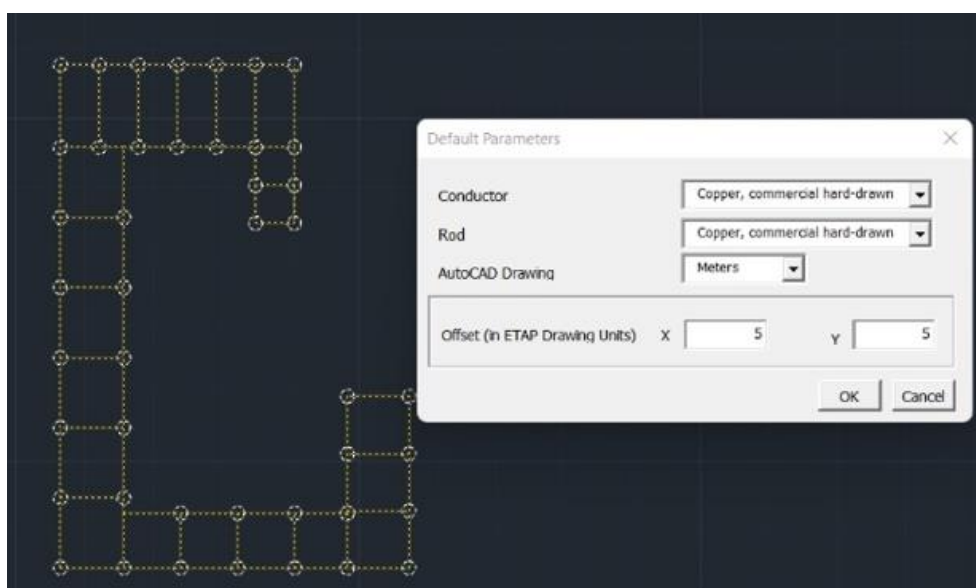 Default Parameters
Conductor Copper, commercial hard-drawn
Rod Copper, commercial hard-drawn
AutoCAD Drawing Meters
Offset (in ETAP Drawing Units) X 5 Y 5
OK Cancel